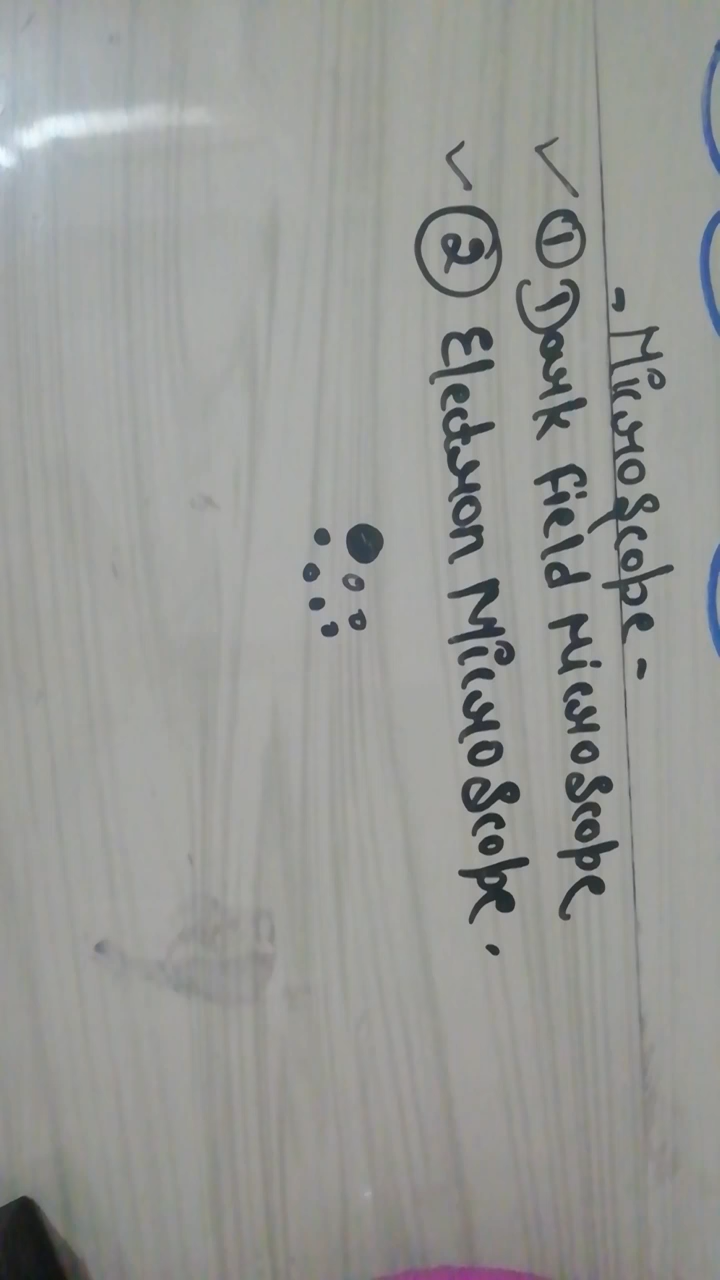 - Microscope -
✓ ① Dark field Microscope
✓ ② Electron Microscope.